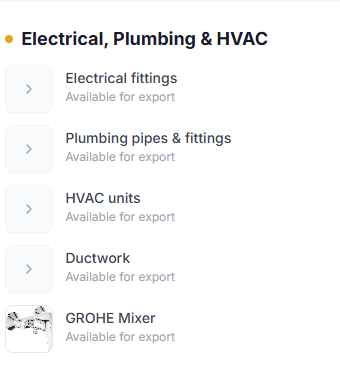 Electrical, Plumbing & HVAC
Electrical fittings
Available for export
Plumbing pipes & fittings
Available for export
HVAC units
Available for export
Ductwork
Available for export
GROHE Mixer
Available for export